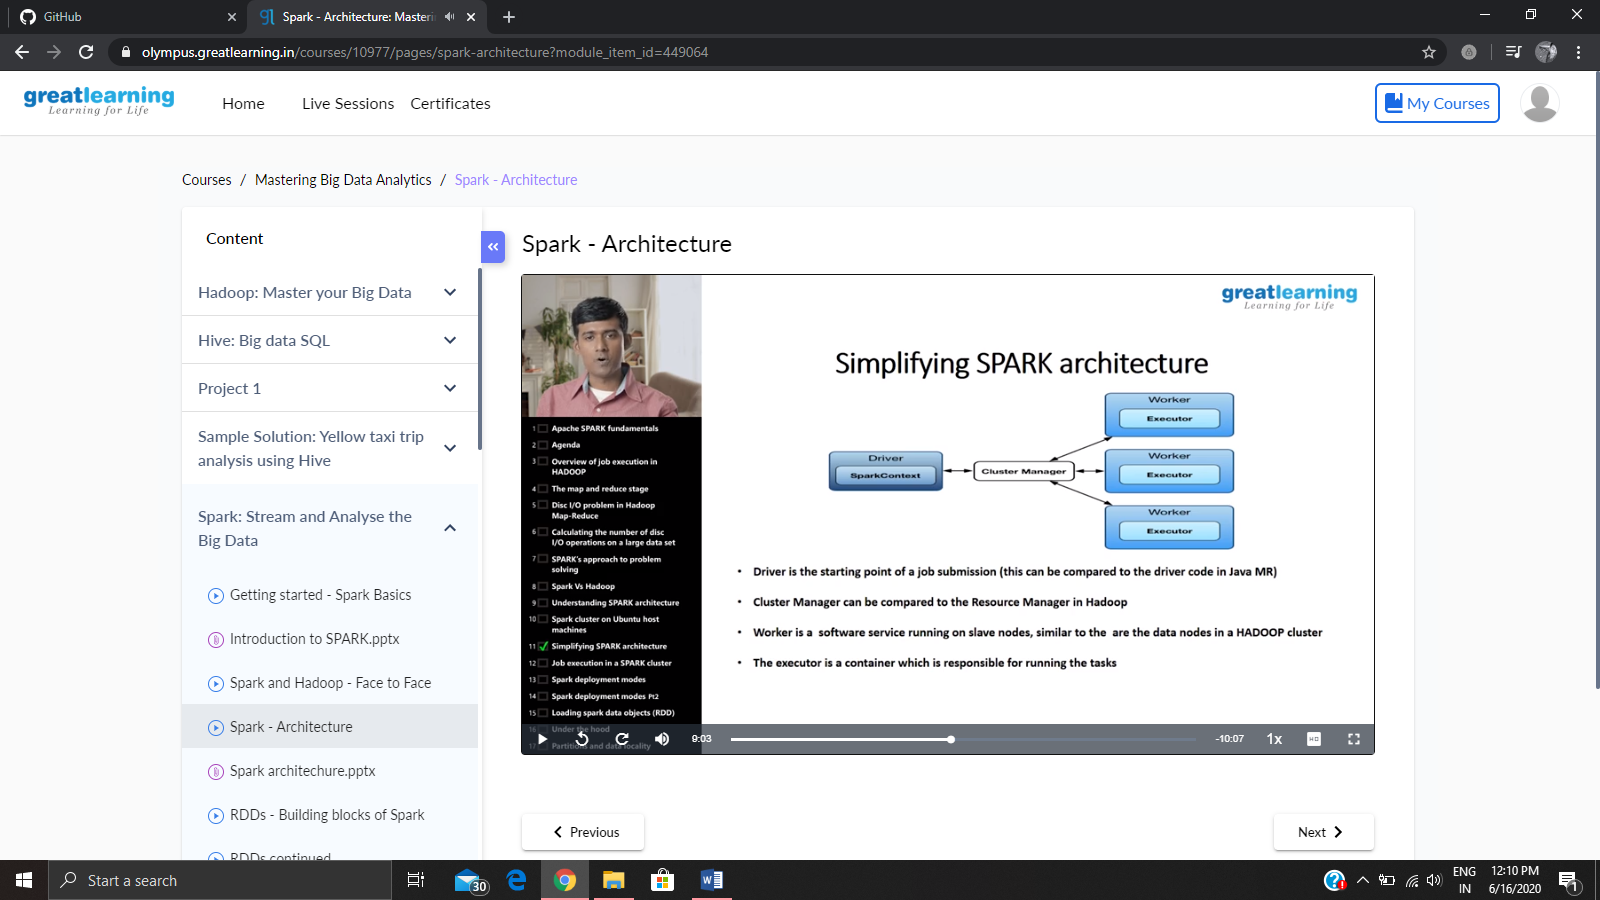 GitHub
Spark - Architecture: Masteri
olympus.greatlearning.in/courses/10977/pages/spark-architecture?module_item_id=449064
greatlearning
Learning for Life
Home
Live Sessions
Certificates
My Courses
Courses / Mastering Big Data Analytics / Spark - Architecture
Content
Hadoop: Master your Big Data
Hive: Big data SQL
Project 1
Sample Solution: Yellow taxi trip
analysis using Hive
Spark: Stream and Analyse the
Big Data
Getting started - Spark Basics
Introduction to SPARK.pptx
Spark and Hadoop - Face to Face
Spark - Architecture
Spark architechure.pptx
RDDs - Building blocks of Spark
RDDs continued
Spark - Architecture
1 Apache SPARK fundamentals
2 Agenda
3 Overview of job execution in
HADOOP
4 The map and reduce stage
5 Disc I/O problem in Hadoop
Map-Reduce
6 Calculating the number of disc
I/O operations on a large data set
7 SPARK's approach to problem
solving
8 Spark Vs Hadoop
9 Understanding SPARK architecture
10 Spark cluster on Ubuntu host
machines
11 Simplifying SPARK architecture
12 Job execution in a SPARK cluster
13 Spark deployment modes
14 Spark deployment modes Pt2
15 Loading spark data objects (RDD)
16 Under the hood
17 Partitions and data locality
greatlearning
Learning for Life
Simplifying SPARK architecture
Driver
SparkContext
Cluster Manager
Worker
Executor
Worker
Executor
Worker
Executor
• Driver is the starting point of a job submission (this can be compared to the driver code in Java MR)
• Cluster Manager can be compared to the Resource Manager in Hadoop
• Worker is a software service running on slave nodes, similar to the are the data nodes in a HADOOP cluster
• The executor is a container which is responsible for running the tasks
9:03
-10:07
1x
HD
Previous
Next
Start a search
30
ENG
IN
12:10 PM
6/16/2020
1